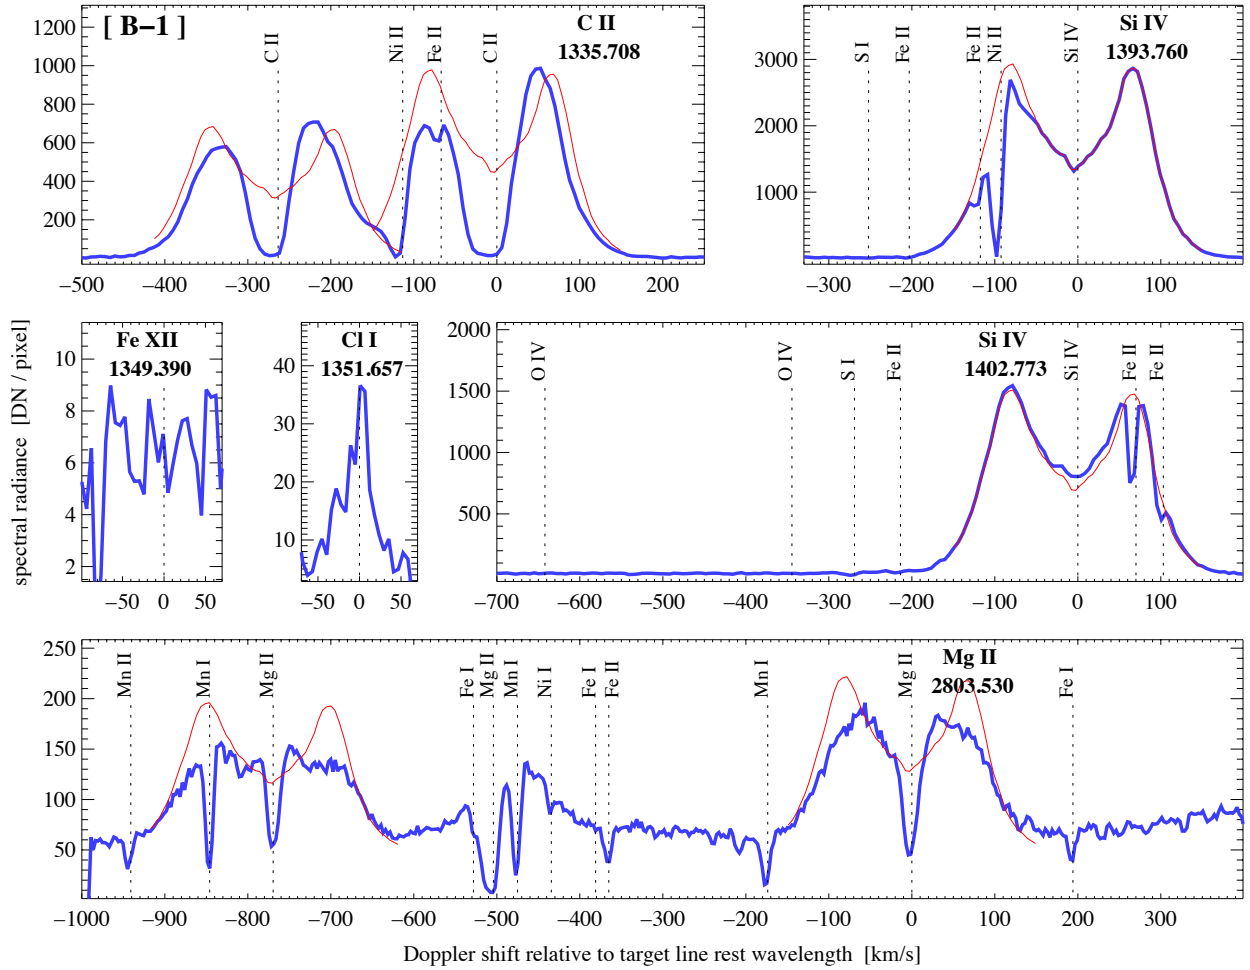 [ B−1 ]
C II
1335.708
C II
Ni II
Fe II
C II
1200
1000
800
600
400
200
−500 −400 −300 −200 −100 0 100 200
Si IV
1393.760
S I
Fe II
Fe II
Ni II
Si IV
3000
2000
1000
−300 −200 −100 0 100
Fe XII
1349.390
10
8
6
4
2
−50 0 50
Cl I
1351.657
40
30
20
10
−50 0 50
Si IV
1402.773
O IV
O IV
S I
Fe II
Si IV
Fe II
Fe II
2000
1500
1000
500
−700 −600 −500 −400 −300 −200 −100 0 100
spectral radiance [DN / pixel]
Mg II
2803.530
Mn II
Mn I
Mg II
Fe I
Mg II
Mn I
Ni I
Fe I
Fe II
Mn I
Mg II
Fe I
250
200
150
100
50
−1000 −900 −800 −700 −600 −500 −400 −300 −200 −100 0 100 200 300
Doppler shift relative to target line rest wavelength [km/s]